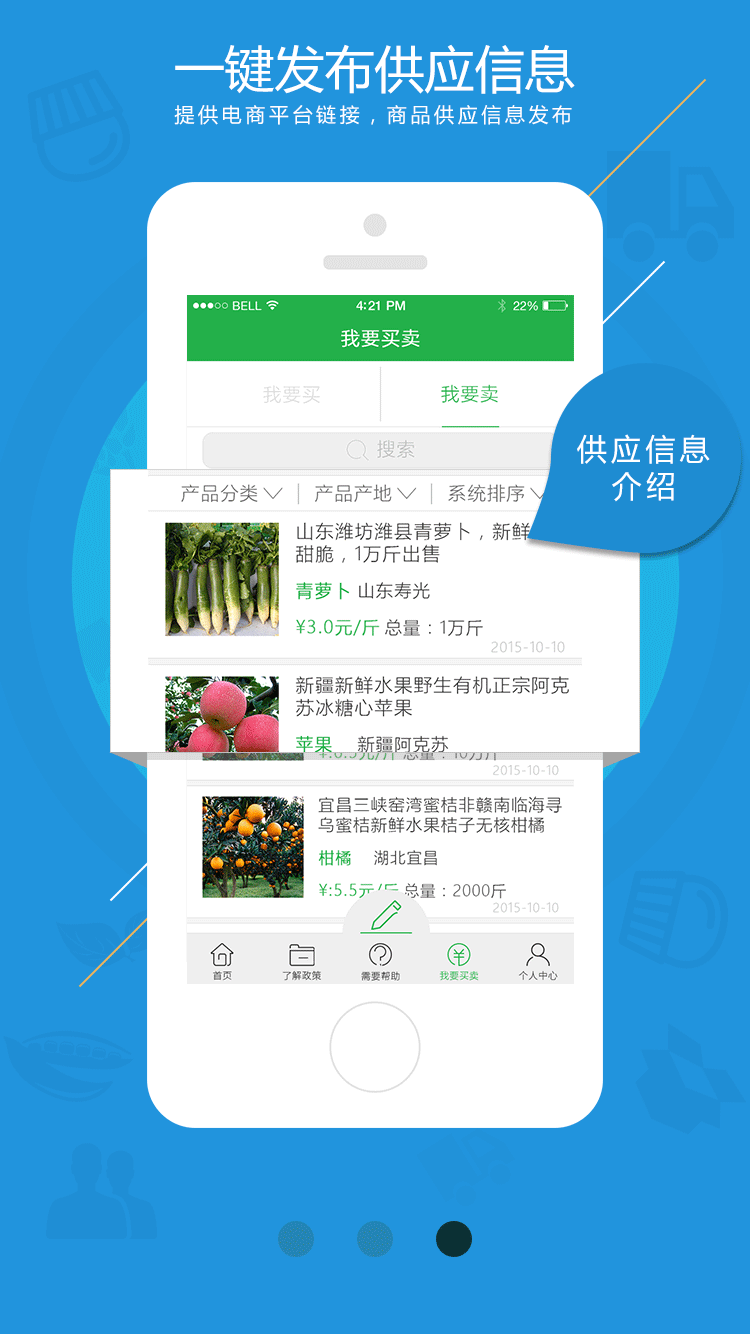 一键发布供应信息
提供电商平台链接，商品供应信息发布
BELL
4:21 PM
22%
我要买卖
我要买
我要卖
搜索
供应信息
介绍
产品分类
产品产地
系统排序
山东潍坊潍县青萝卜，新鲜
甜脆，1万斤出售
青萝卜 山东寿光
¥3.0元/斤 总量：1万斤
2015-10-10
新疆新鲜水果野生有机正宗阿克
苏冰糖心苹果
苹果 新疆阿克苏
2015-10-10
宜昌三峡窑湾蜜桔非赣南临海寻
乌蜜桔新鲜水果桔子无核柑橘
柑橘 湖北宜昌
¥:5.5元/斤 总量：2000斤
2015-10-10
首页
了解政策
需要帮助
我要买卖
个人中心